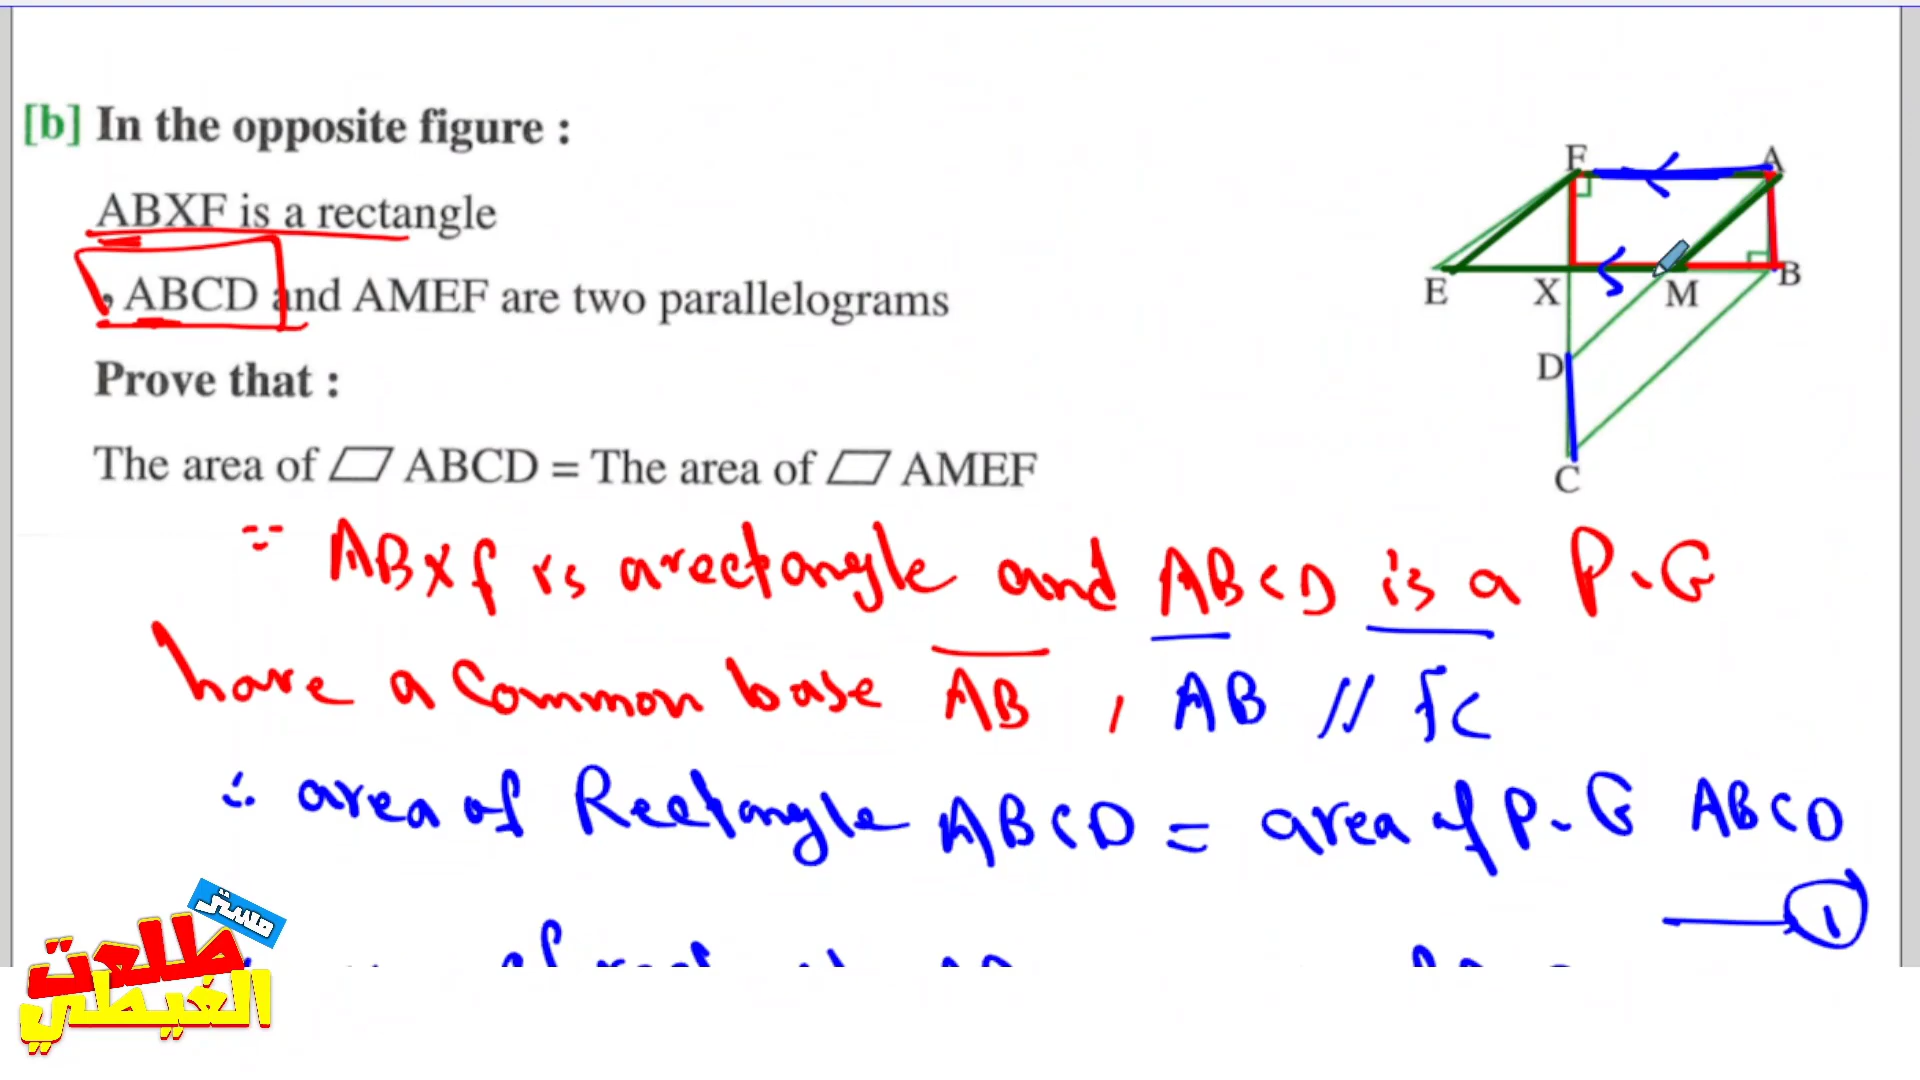 [b] In the opposite figure :
ABXF is a rectangle
, ABCD and AMEF are two parallelograms
Prove that :
The area of ▱ ABCD = The area of ▱ AMEF
F A
E X M B
D
C
∵ ABXf is a rectangle and ABCD is a P.G
have a common base AB , AB // fC
∴ area of Rectangle ABCD = area of P.G ABCD
1
مستر
طلعت
الغيطي